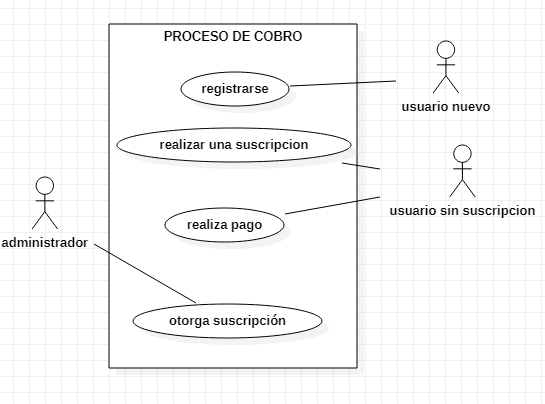 PROCESO DE COBRO
registrarse
usuario nuevo
realizar una suscripcion
usuario sin suscripcion
realiza pago
administrador
otorga suscripción